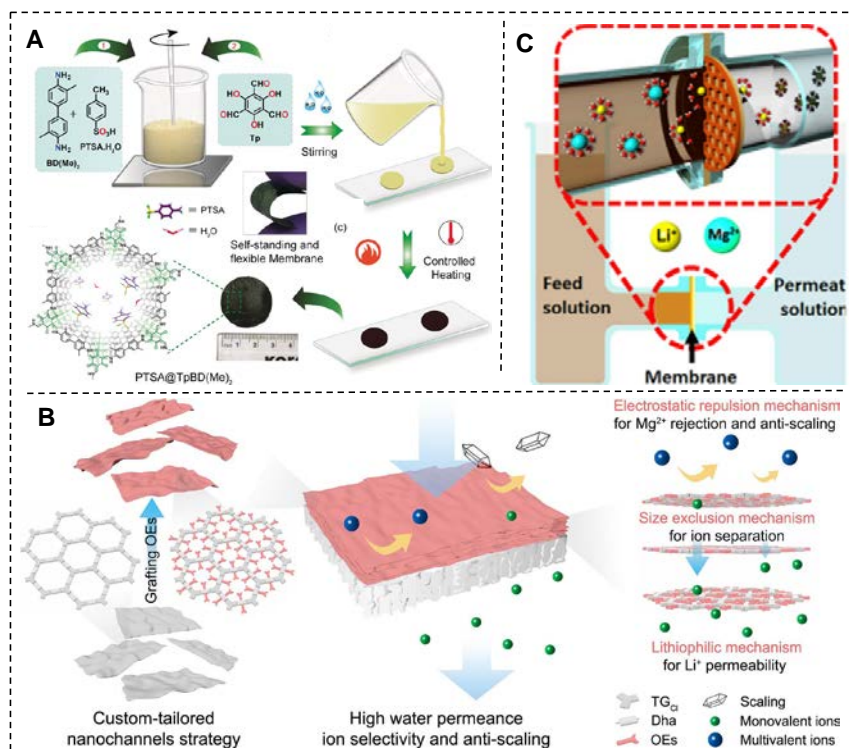 A
1
2
NH₂
NH₂
BD(Me)₂
+
CH₃
SO₃H
PTSA.H₂O
CHO
HO
OH
OHC
CHO
OH
Tp
Stirring
PTSA
H₂O
Self-standing and
flexible Membrane
(c)
Controlled
Heating
PTSA@TpBD(Me)₂
C
Li⁺
Mg²⁺
Feed
solution
Permeate
solution
Membrane
B
Grafting OEs
Custom-tailored
nanochannels strategy
High water permeance
ion selectivity and anti-scaling
Electrostatic repulsion mechanism
for Mg²⁺ rejection and anti-scaling
Size exclusion mechanism
for ion separation
Lithiophilic mechanism
for Li⁺ permeability
TG_Cl
Scaling
Dha
Monovalent ions
OEs
Multivalent ions